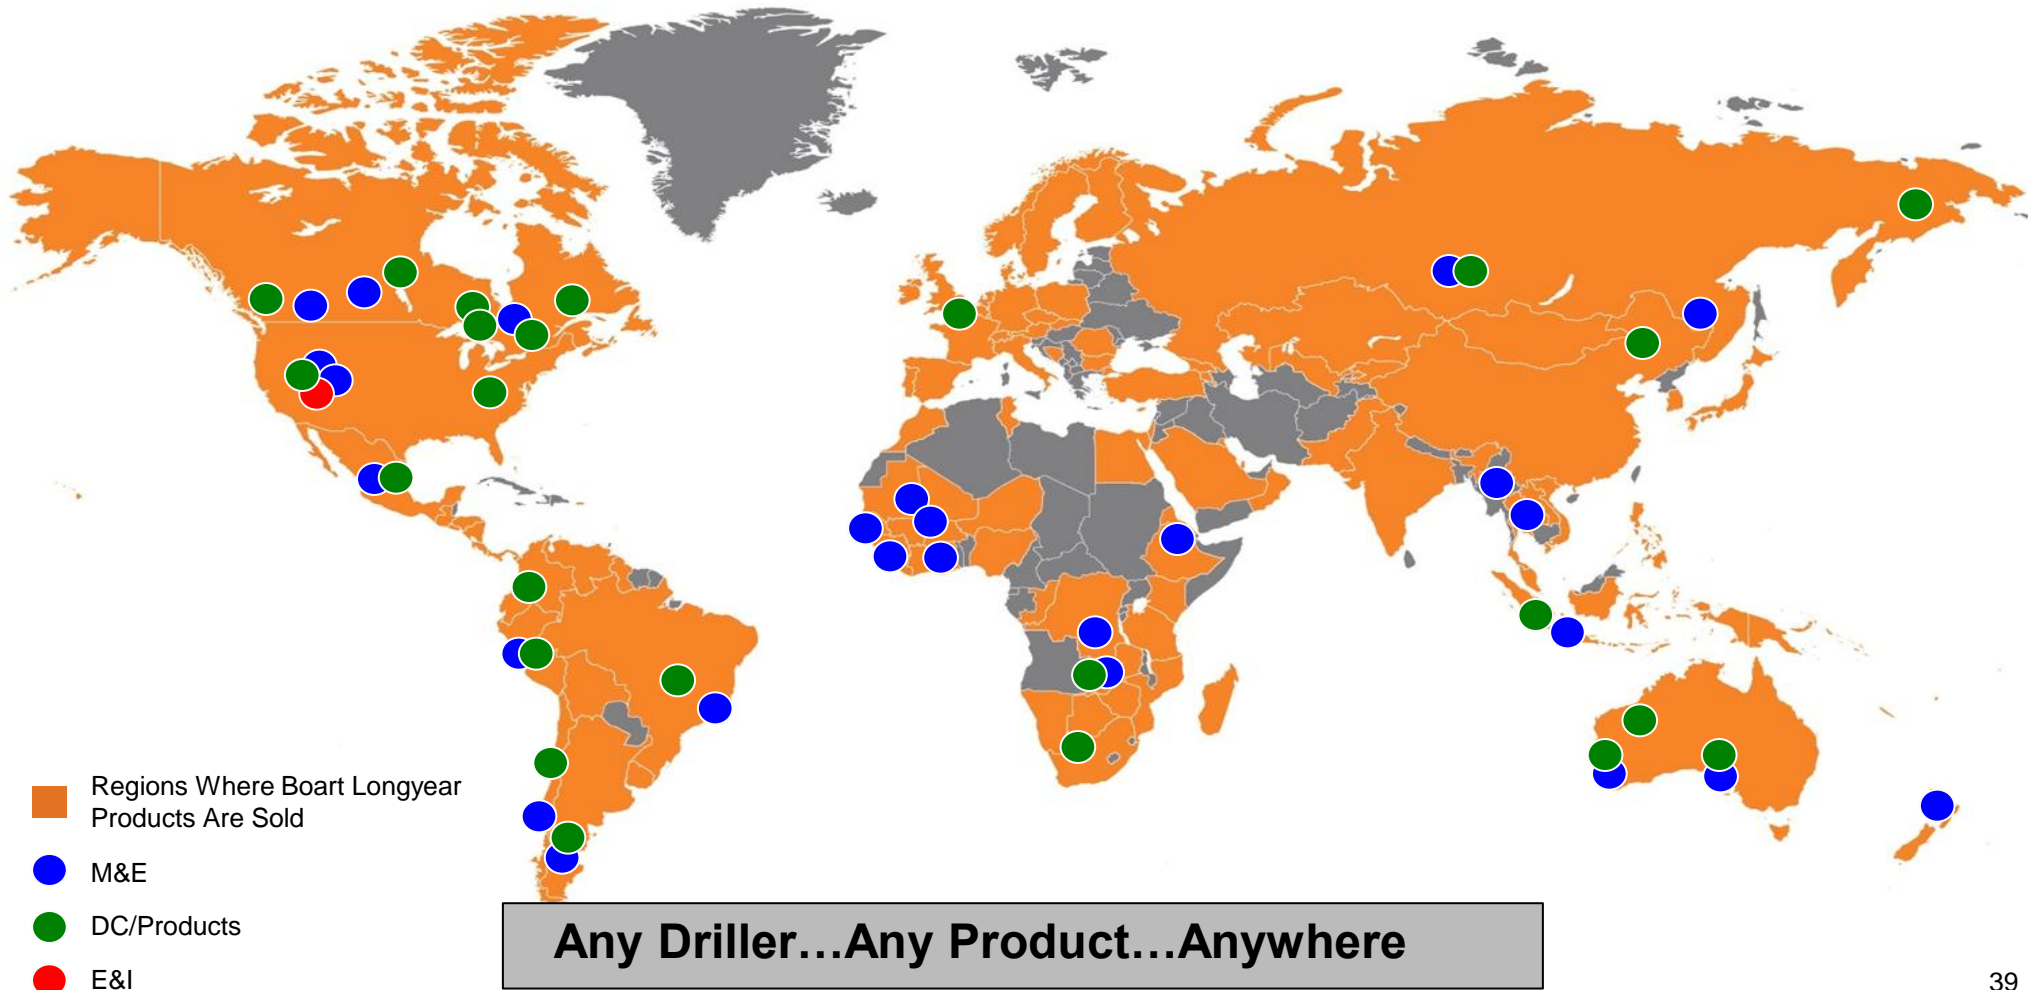 Regions Where Boart Longyear
Products Are Sold
M&E
DC/Products
E&I
Any Driller…Any Product…Anywhere
39